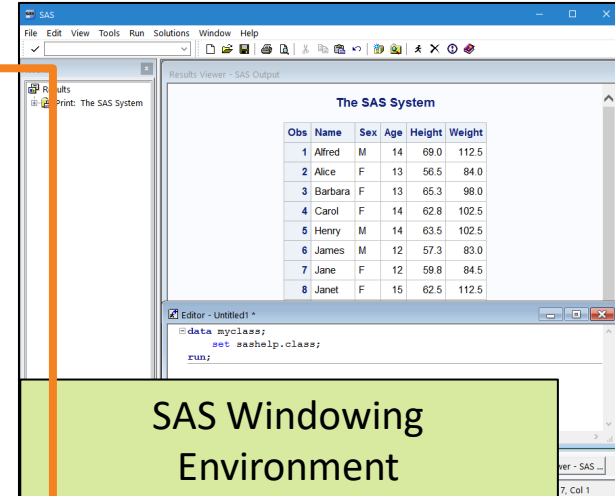 SAS
File Edit View Tools Run Solutions Window Help
Results Viewer - SAS Output
Results
Print: The SAS System
The SAS System
Obs Name Sex Age Height Weight
1 Alfred M 14 69.0 112.5
2 Alice F 13 56.5 84.0
3 Barbara F 13 65.3 98.0
4 Carol F 14 62.8 102.5
5 Henry M 14 63.5 102.5
6 James M 12 57.3 83.0
7 Jane F 12 59.8 84.5
8 Janet F 15 62.5 112.5
Editor - Untitled1 *
data myclass;
set sashelp.class;
run;
SAS Windowing
Environment
wer - SAS ...
7, Col 1